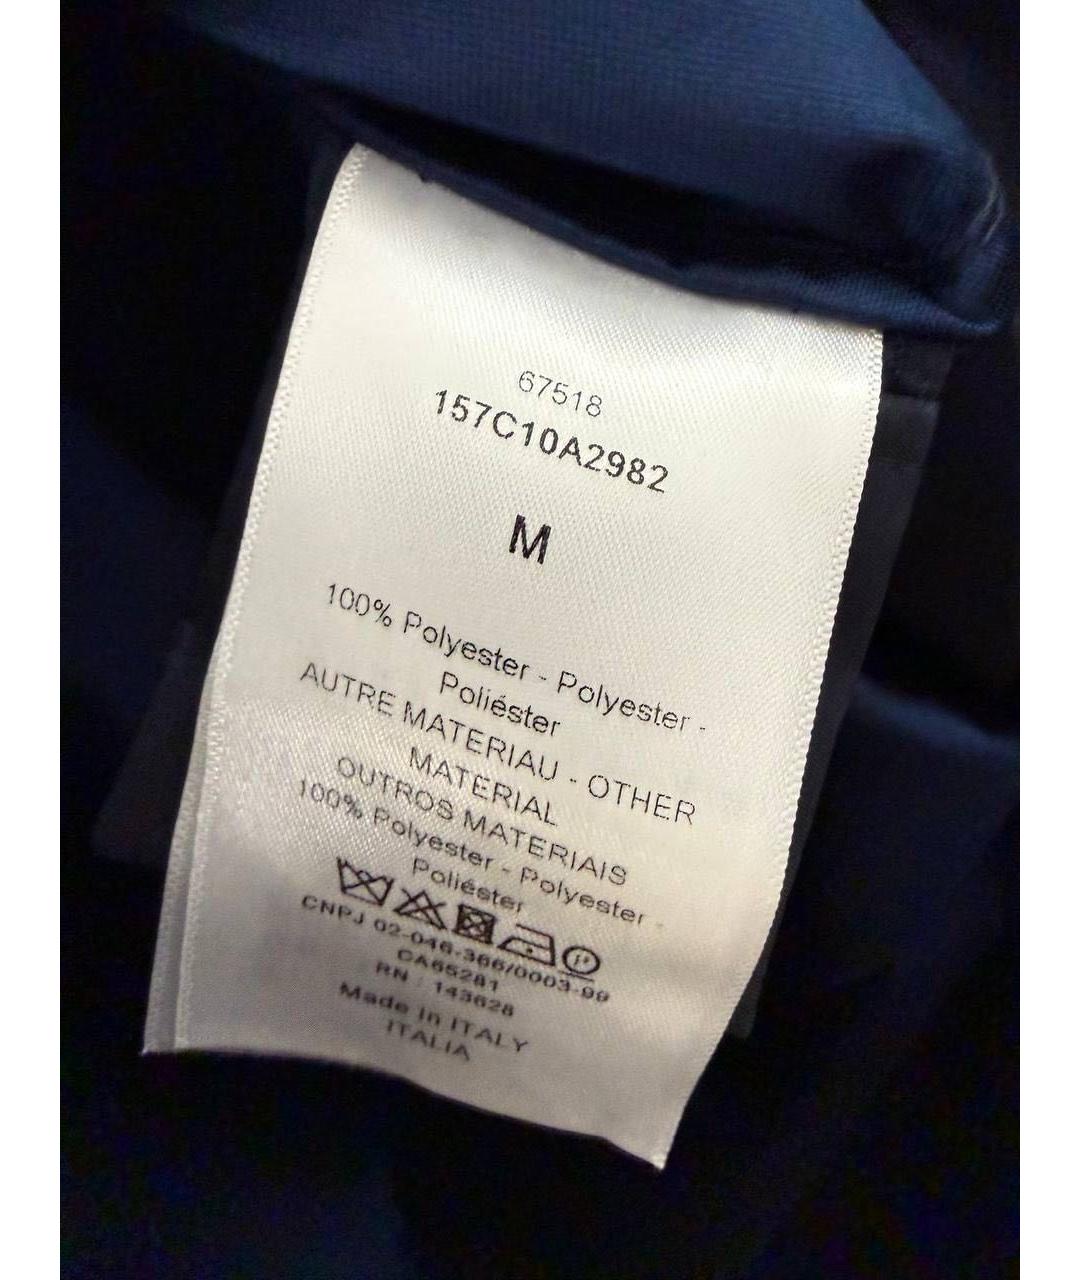 67518
157C10A2982
M
100% Polyester - Polyester -
Poliéster
AUTRE MATERIAU - OTHER
MATERIAL
OUTROS MATERIAIS
100% Polyester - Polyester -
Poliéster
P
CNPJ 02-046-366/0003-99
CA65281
RN : 143628
Made in ITALY
ITALIA